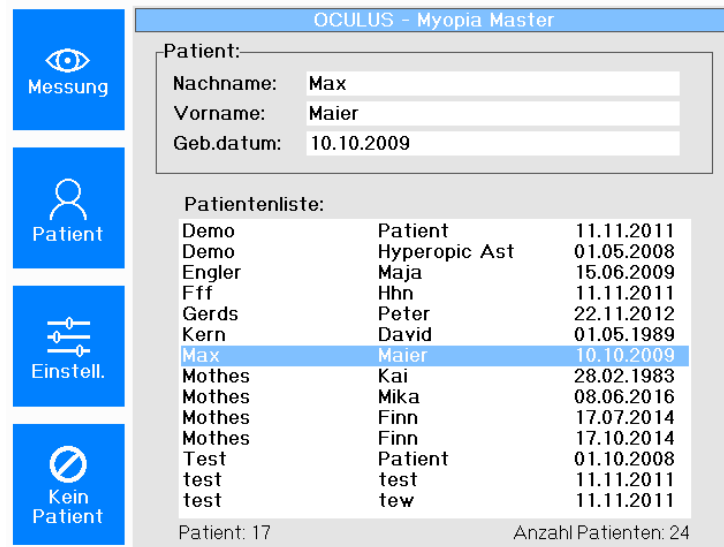 OCULUS - Myopia Master
Messung
Patient
Einstell.
Kein
Patient
Patient:
Nachname: Max
Vorname: Maier
Geb.datum: 10.10.2009
Patientenliste:
Demo Patient 11.11.2011
Demo Hyperopic Ast 01.05.2008
Engler Maja 15.06.2009
Fff Hhn 11.11.2011
Gerds Peter 22.11.2012
Kern David 01.05.1989
Max Maier 10.10.2009
Mothes Kai 28.02.1983
Mothes Mika 08.06.2016
Mothes Finn 17.07.2014
Mothes Finn 17.10.2014
Test Patient 01.10.2008
test test 11.11.2011
test tew 11.11.2011
Patient: 17 Anzahl Patienten: 24